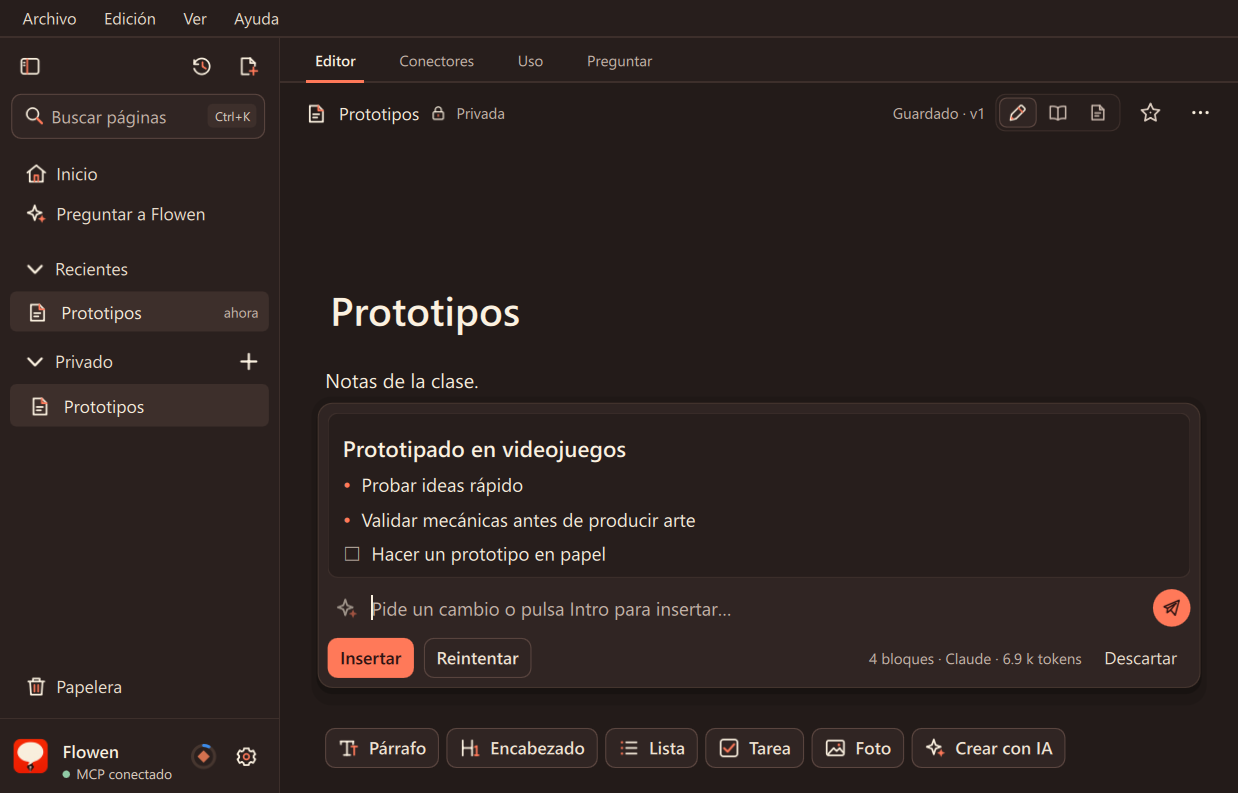 Archivo Edición Ver Ayuda
Editor Conectores Uso Preguntar
Buscar páginas Ctrl+K
Inicio
Preguntar a Flowen
Recientes
Prototipos ahora
Privado
Prototipos
Papelera
Flowen
MCP conectado
Prototipos Privada Guardado · v1
Prototipos
Notas de la clase.
Prototipado en videojuegos
• Probar ideas rápido
• Validar mecánicas antes de producir arte
Hacer un prototipo en papel
Pide un cambio o pulsa Intro para insertar...
Insertar Reintentar 4 bloques · Claude · 6.9 k tokens Descartar
Párrafo H1 Encabezado Lista Tarea Foto Crear con IA